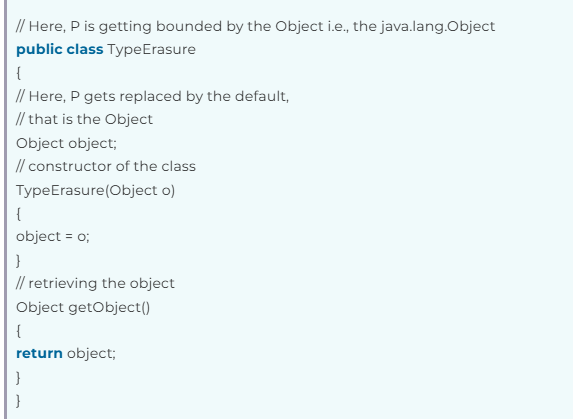 // Here, P is getting bounded by the Object i.e., the java.lang.Object
public class TypeErasure
{
// Here, P gets replaced by the default,
// that is the Object
Object object;
// constructor of the class
TypeErasure(Object o)
{
object = o;
}
// retrieving the object
Object getObject()
{
return object;
}
}